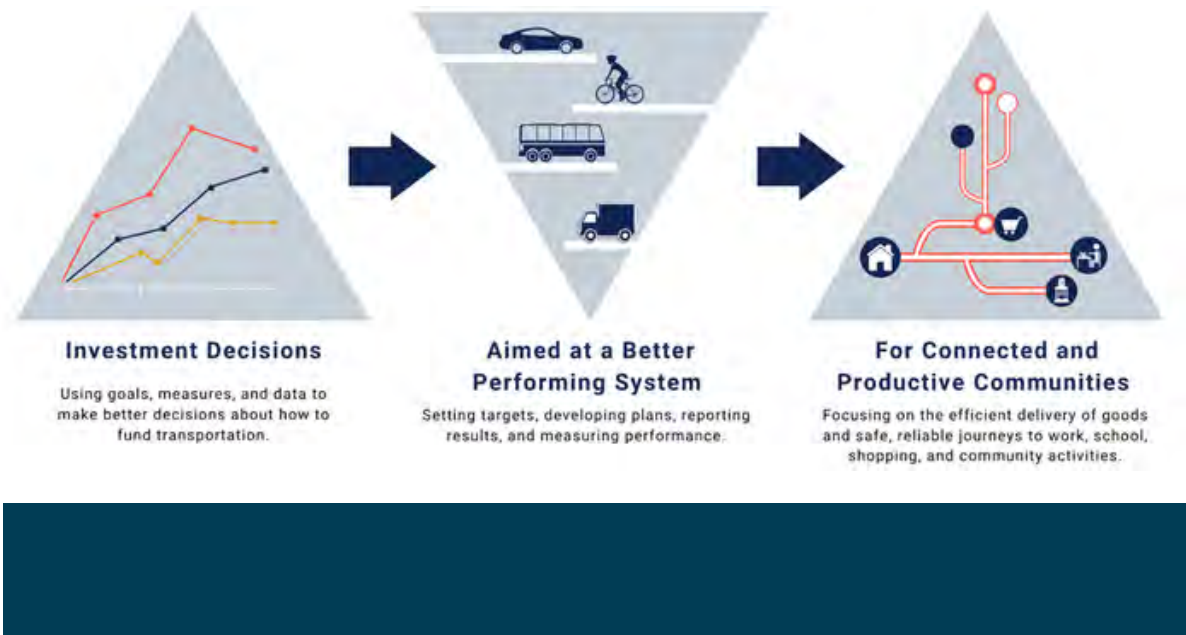 Investment Decisions
Using goals, measures, and data to
make better decisions about how to
fund transportation.
Aimed at a Better
Performing System
Setting targets, developing plans, reporting
results, and measuring performance.
For Connected and
Productive Communities
Focusing on the efficient delivery of goods
and safe, reliable journeys to work, school,
shopping, and community activities.